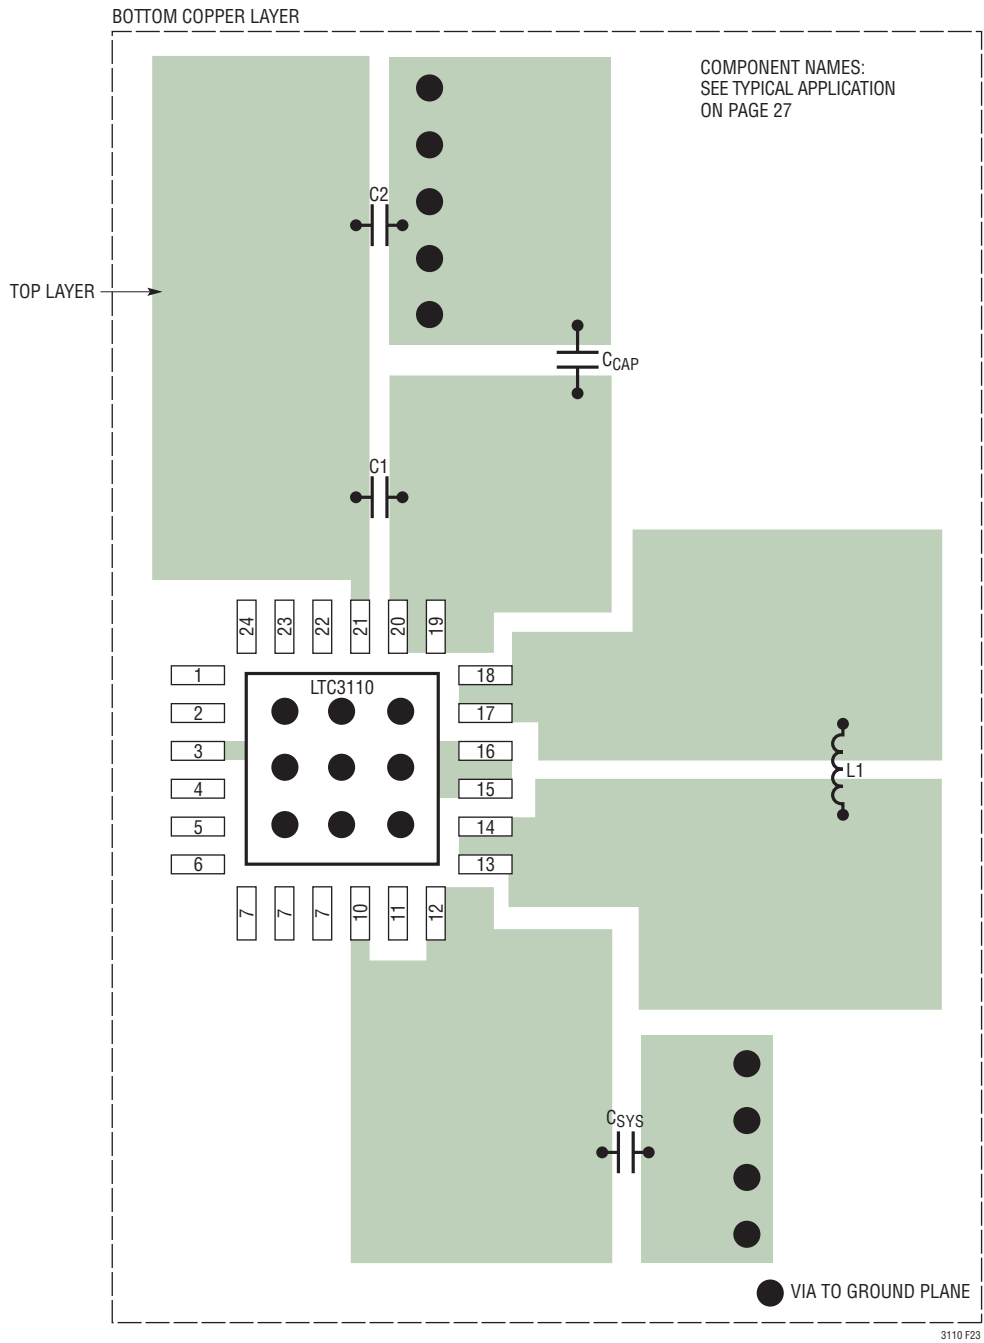 BOTTOM COPPER LAYER
COMPONENT NAMES:
SEE TYPICAL APPLICATION
ON PAGE 27
C2
TOP LAYER
CCAP
C1
24 23 22 21 20 19
1
2
3
4
5
6
LTC3110
18
17
16
15
14
13
L1
7 7 7 10 11 12
CSYS
VIA TO GROUND PLANE
3110 F23